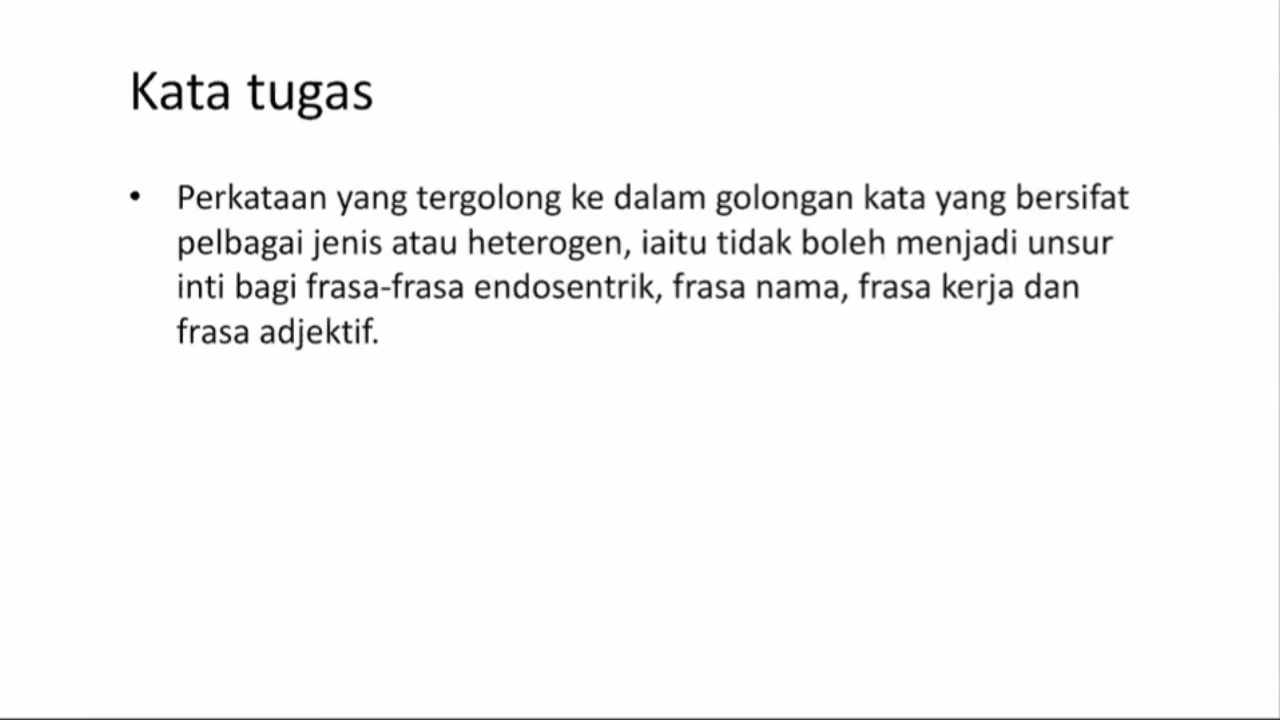 Kata tugas
• Perkataan yang tergolong ke dalam golongan kata yang bersifat
pelbagai jenis atau heterogen, iaitu tidak boleh menjadi unsur
inti bagi frasa-frasa endosentrik, frasa nama, frasa kerja dan
frasa adjektif.